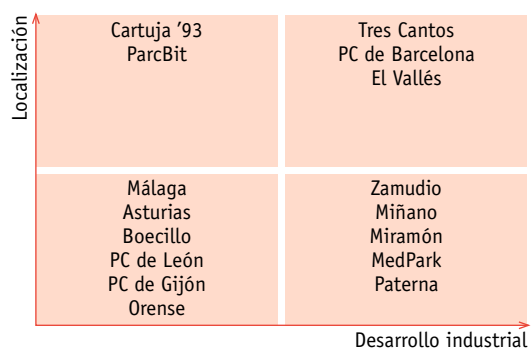 Localización
Cartuja ’93
ParcBit
Tres Cantos
PC de Barcelona
El Vallés
Málaga
Asturias
Boecillo
PC de León
PC de Gijón
Orense
Zamudio
Miñano
Miramón
MedPark
Paterna
Desarrollo industrial